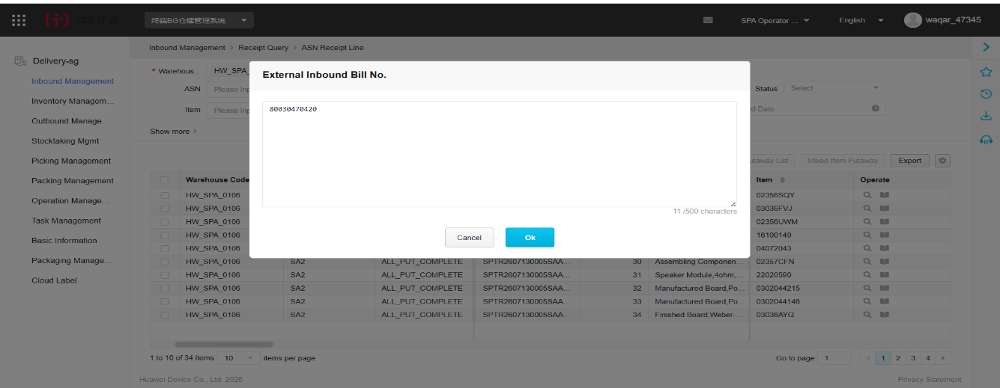 CBG IT 云 终端BG仓储管理系统 SPA Operator ... English waqar_47345
Inbound Management > Receipt Query > ASN Receipt Line
Delivery-sg
Inbound Management
Inventory Managem...
Outbound Manage...
Stocktaking Mgmt
Picking Management
Packing Management
Operation Manage...
Task Management
Basic Information
Packaging Manage...
Cloud Label
* Warehous... HW_SPA_
ASN Please Inp Status Select
Item Please Inp d Date
Show more >
External Inbound Bill No.
80030470420
11 /500 characters
Cancel Ok
utaway List Mixed Item Putaway Export
Warehouse Code Item Operate
HW_SPA_0106 02356SQY
HW_SPA_0106 03036FVJ
HW_SPA_0106 02356UWM
HW_SPA_0106 16100149
HW_SPA_0106 04072043
HW_SPA_0106 SA2 ALL_PUT_COMPLETE SPTR2607130005SAA... 30 Assembling Componen... 02357CFN
HW_SPA_0106 SA2 ALL_PUT_COMPLETE SPTR2607130005SAA... 31 Speaker Module,4ohm,... 22020590
HW_SPA_0106 SA2 ALL_PUT_COMPLETE SPTR2607130005SAA... 32 Manufactured Board,Po... 0302044215
HW_SPA_0106 SA2 ALL_PUT_COMPLETE SPTR2607130005SAA... 33 Manufactured Board,Po... 0302044146
HW_SPA_0106 SA2 ALL_PUT_COMPLETE SPTR2607130005SAA... 34 Finished Board,Weber-... 03036AYQ
1 to 10 of 34 items 10 items per page Go to page 1 1 2 3 4
Huawei Device Co., Ltd. 2026 Privacy Statement